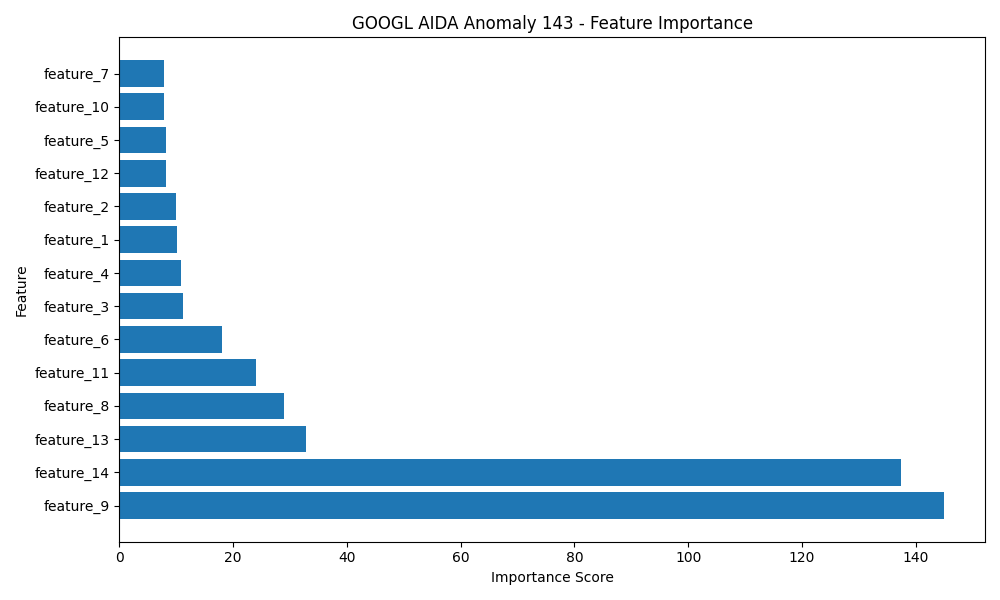 GOOGL AIDA Anomaly 143 - Feature Importance
feature_7
feature_10
feature_5
feature_12
feature_2
feature_1
feature_4
feature_3
feature_6
feature_11
feature_8
feature_13
feature_14
feature_9
Feature
0 20 40 60 80 100 120 140
Importance Score